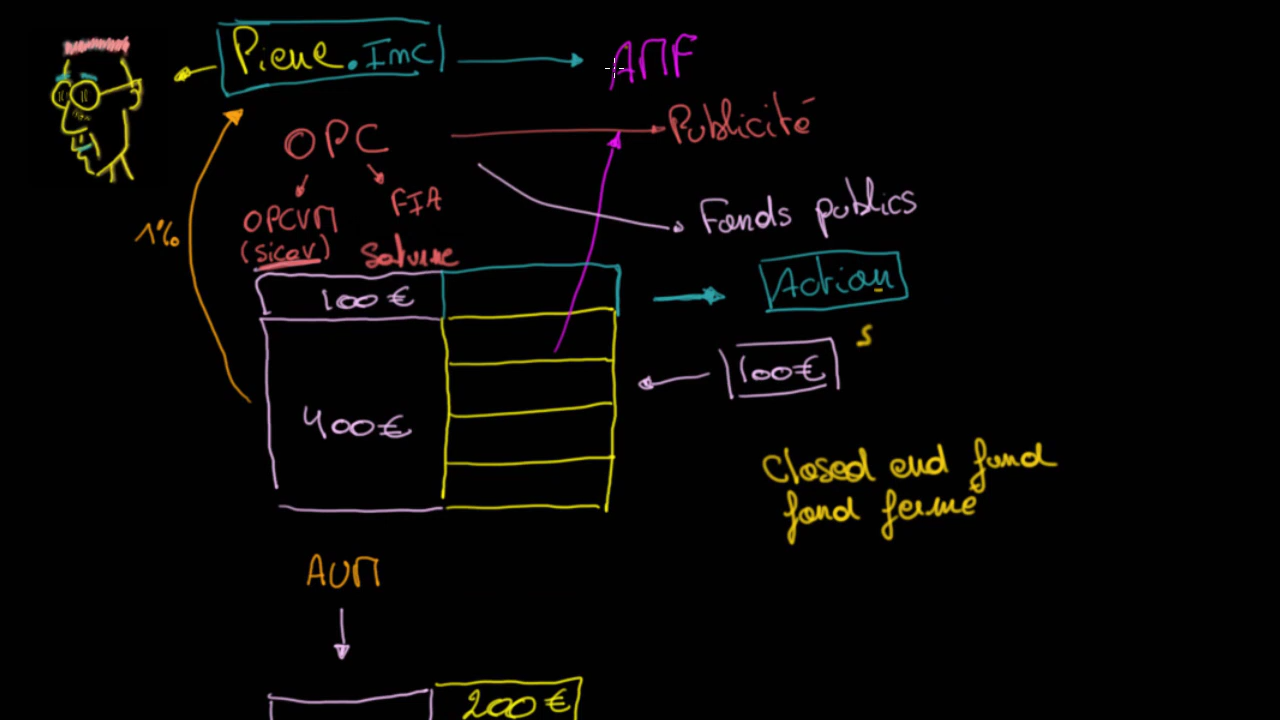 Pierre.Inc
AMF
OPC
Publicité
OPCVM
FIA
(sicav)
Fonds publics
1%
100€
Action
s
100€
400€
Closed end fund
fond fermé
AUM
200€